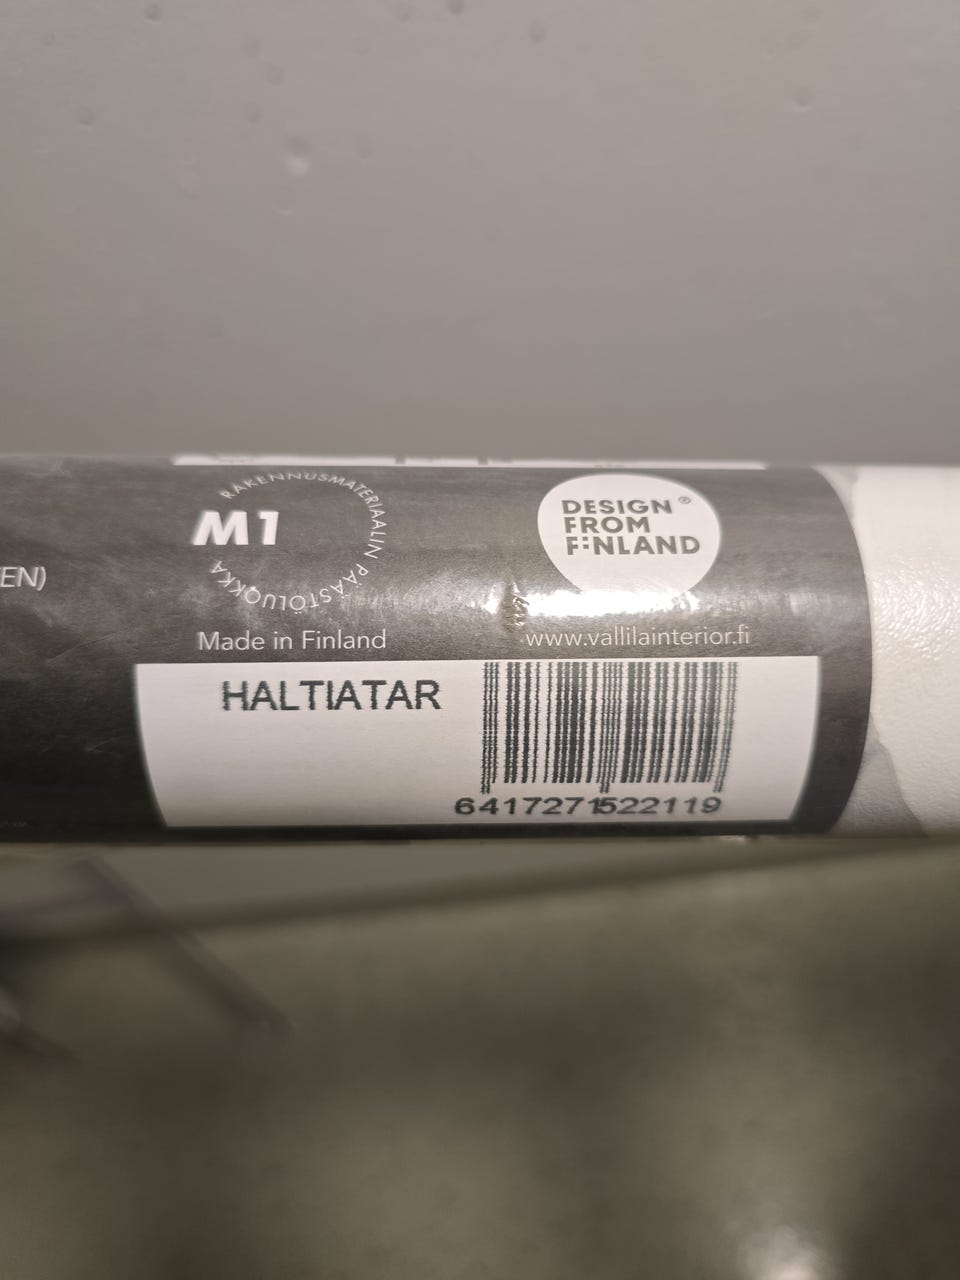 RAKENNUSMATERIAALIN PÄÄSTÖLUOKKA
M1
DESIGN®
FROM
F:NLAND
EN)
Made in Finland
www.vallilainterior.fi
HALTIATAR
6417271522119